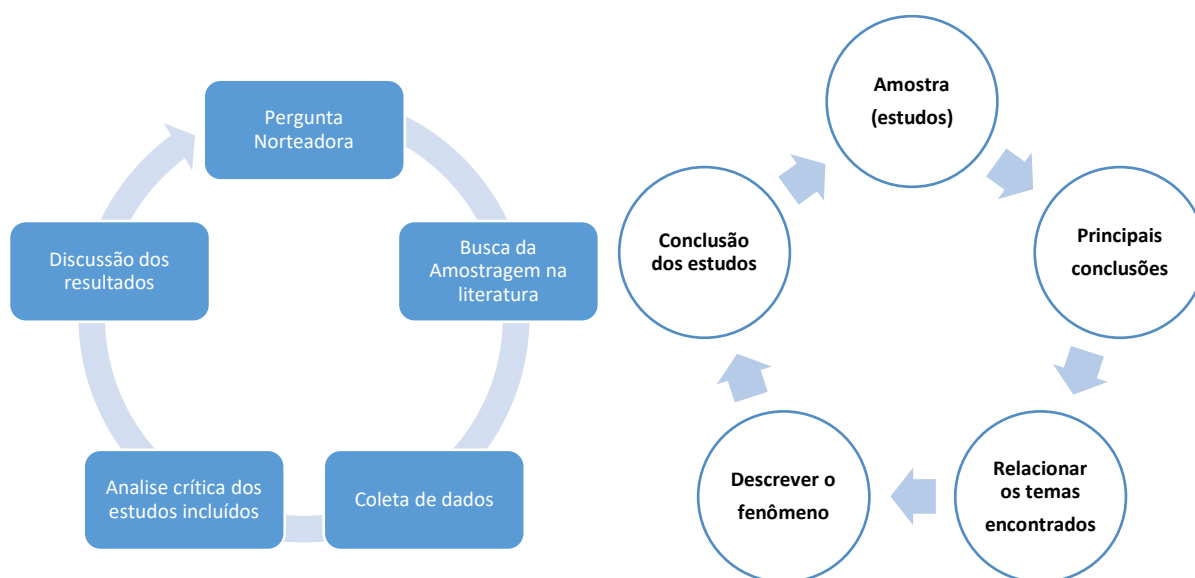 Pergunta
Norteadora
Busca da
Amostragem na
literatura
Coleta de dados
Analise crítica dos
estudos incluídos
Discussão dos
resultados
Amostra
(estudos)
Principais
conclusões
Relacionar
os temas
encontrados
Descrever o
fenômeno
Conclusão
dos estudos